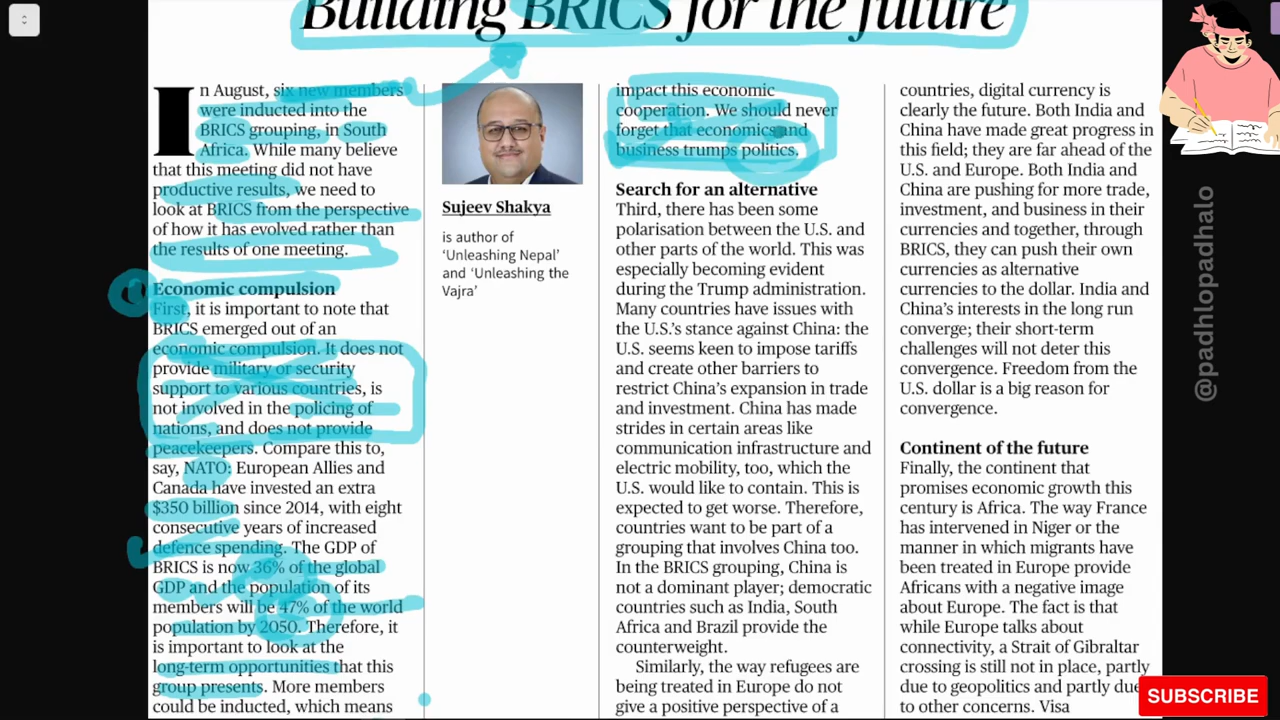 Building BRICS for the future
In August, six new members
were inducted into the
BRICS grouping, in South
Africa. While many believe
that this meeting did not have
productive results, we need to
look at BRICS from the perspective
of how it has evolved rather than
the results of one meeting.
Economic compulsion
First, it is important to note that
BRICS emerged out of an
economic compulsion. It does not
provide military or security
support to various countries, is
not involved in the policing of
nations, and does not provide
peacekeepers. Compare this to,
say, NATO: European Allies and
Canada have invested an extra
$350 billion since 2014, with eight
consecutive years of increased
defence spending. The GDP of
BRICS is now 36% of the global
GDP and the population of its
members will be 47% of the world
population by 2050. Therefore, it
is important to look at the
long-term opportunities that this
group presents. More members
could be inducted, which means
Sujeev Shakya
is author of
‘Unleashing Nepal’
and ‘Unleashing the
Vajra’
impact this economic
cooperation. We should never
forget that economics and
business trumps politics.
Search for an alternative
Third, there has been some
polarisation between the U.S. and
other parts of the world. This was
especially becoming evident
during the Trump administration.
Many countries have issues with
the U.S.’s stance against China: the
U.S. seems keen to impose tariffs
and create other barriers to
restrict China’s expansion in trade
and investment. China has made
strides in certain areas like
communication infrastructure and
electric mobility, too, which the
U.S. would like to contain. This is
expected to get worse. Therefore,
countries want to be part of a
grouping that involves China too.
In the BRICS grouping, China is
not a dominant player; democratic
countries such as India, South
Africa and Brazil provide the
counterweight.
Similarly, the way refugees are
being treated in Europe do not
give a positive perspective of a
countries, digital currency is
clearly the future. Both India and
China have made great progress in
this field; they are far ahead of the
U.S. and Europe. Both India and
China are pushing for more trade,
investment, and business in their
currencies and together, through
BRICS, they can push their own
currencies as alternative
currencies to the dollar. India and
China’s interests in the long run
converge; their short-term
challenges will not deter this
convergence. Freedom from the
U.S. dollar is a big reason for
convergence.
Continent of the future
Finally, the continent that
promises economic growth this
century is Africa. The way France
has intervened in Niger or the
manner in which migrants have
been treated in Europe provide
Africans with a negative image
about Europe. The fact is that
while Europe talks about
connectivity, a Strait of Gibraltar
crossing is still not in place, partly
due to geopolitics and partly due
to other concerns. Visa
@padhlopadhalo
SUBSCRIBE